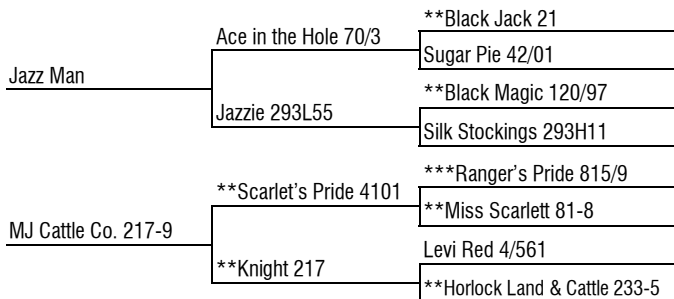 **Black Jack 21
Ace in the Hole 70/3
Sugar Pie 42/01
Jazz Man
**Black Magic 120/97
Jazzie 293L55
Silk Stockings 293H11
***Ranger's Pride 815/9
**Scarlet's Pride 4101
**Miss Scarlett 81-8
MJ Cattle Co. 217-9
Levi Red 4/561
**Knight 217
**Horlock Land & Cattle 233-5